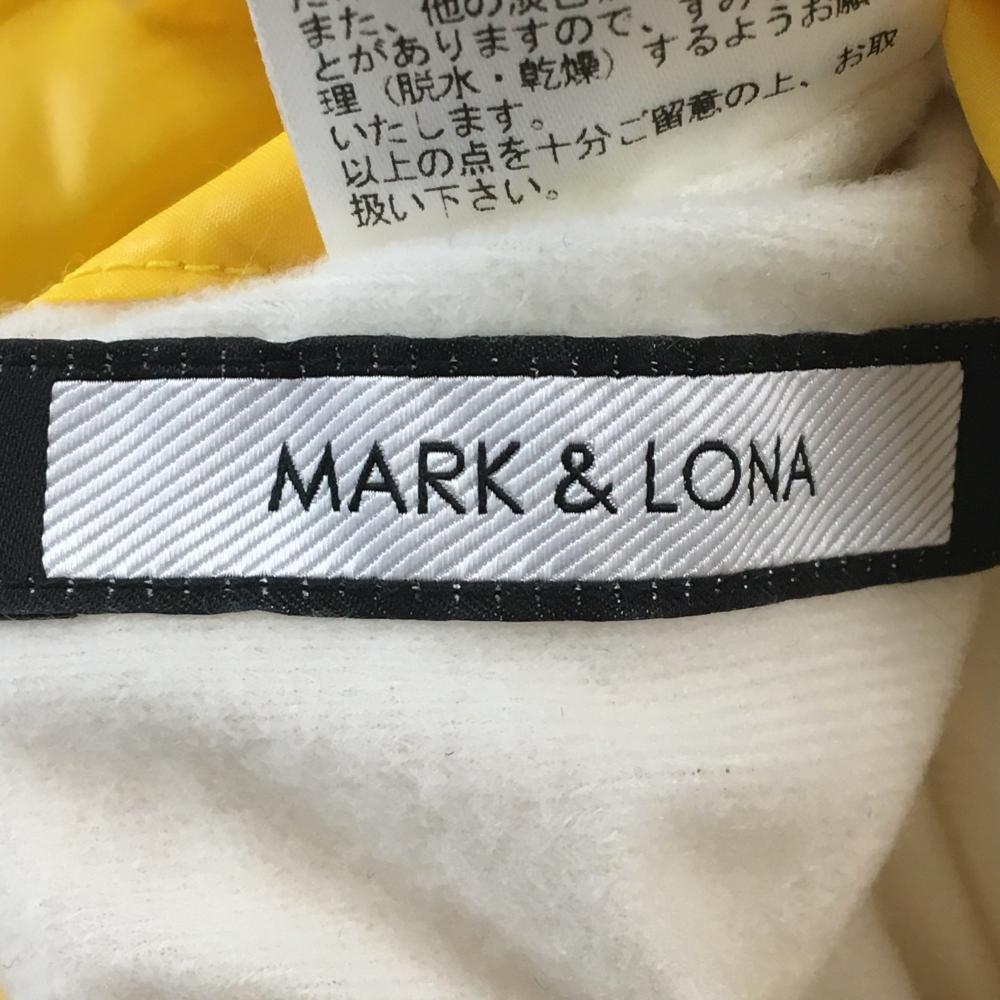 また、他の淡色
とがありますので、
理（脱水・乾燥）するようお願
いたします。
以上の点を十分ご留意の上、お取
扱い下さい。
MARK & LONA